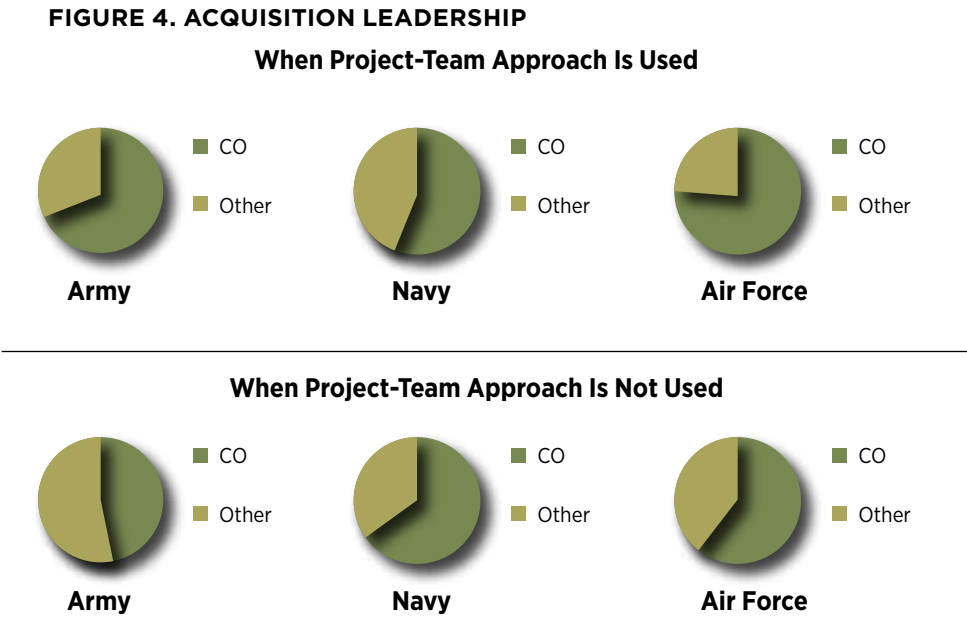 FIGURE 4. ACQUISITION LEADERSHIP
When Project-Team Approach Is Used
CO
Other
Army
CO
Other
Navy
CO
Other
Air Force
When Project-Team Approach Is Not Used
CO
Other
Army
CO
Other
Navy
CO
Other
Air Force